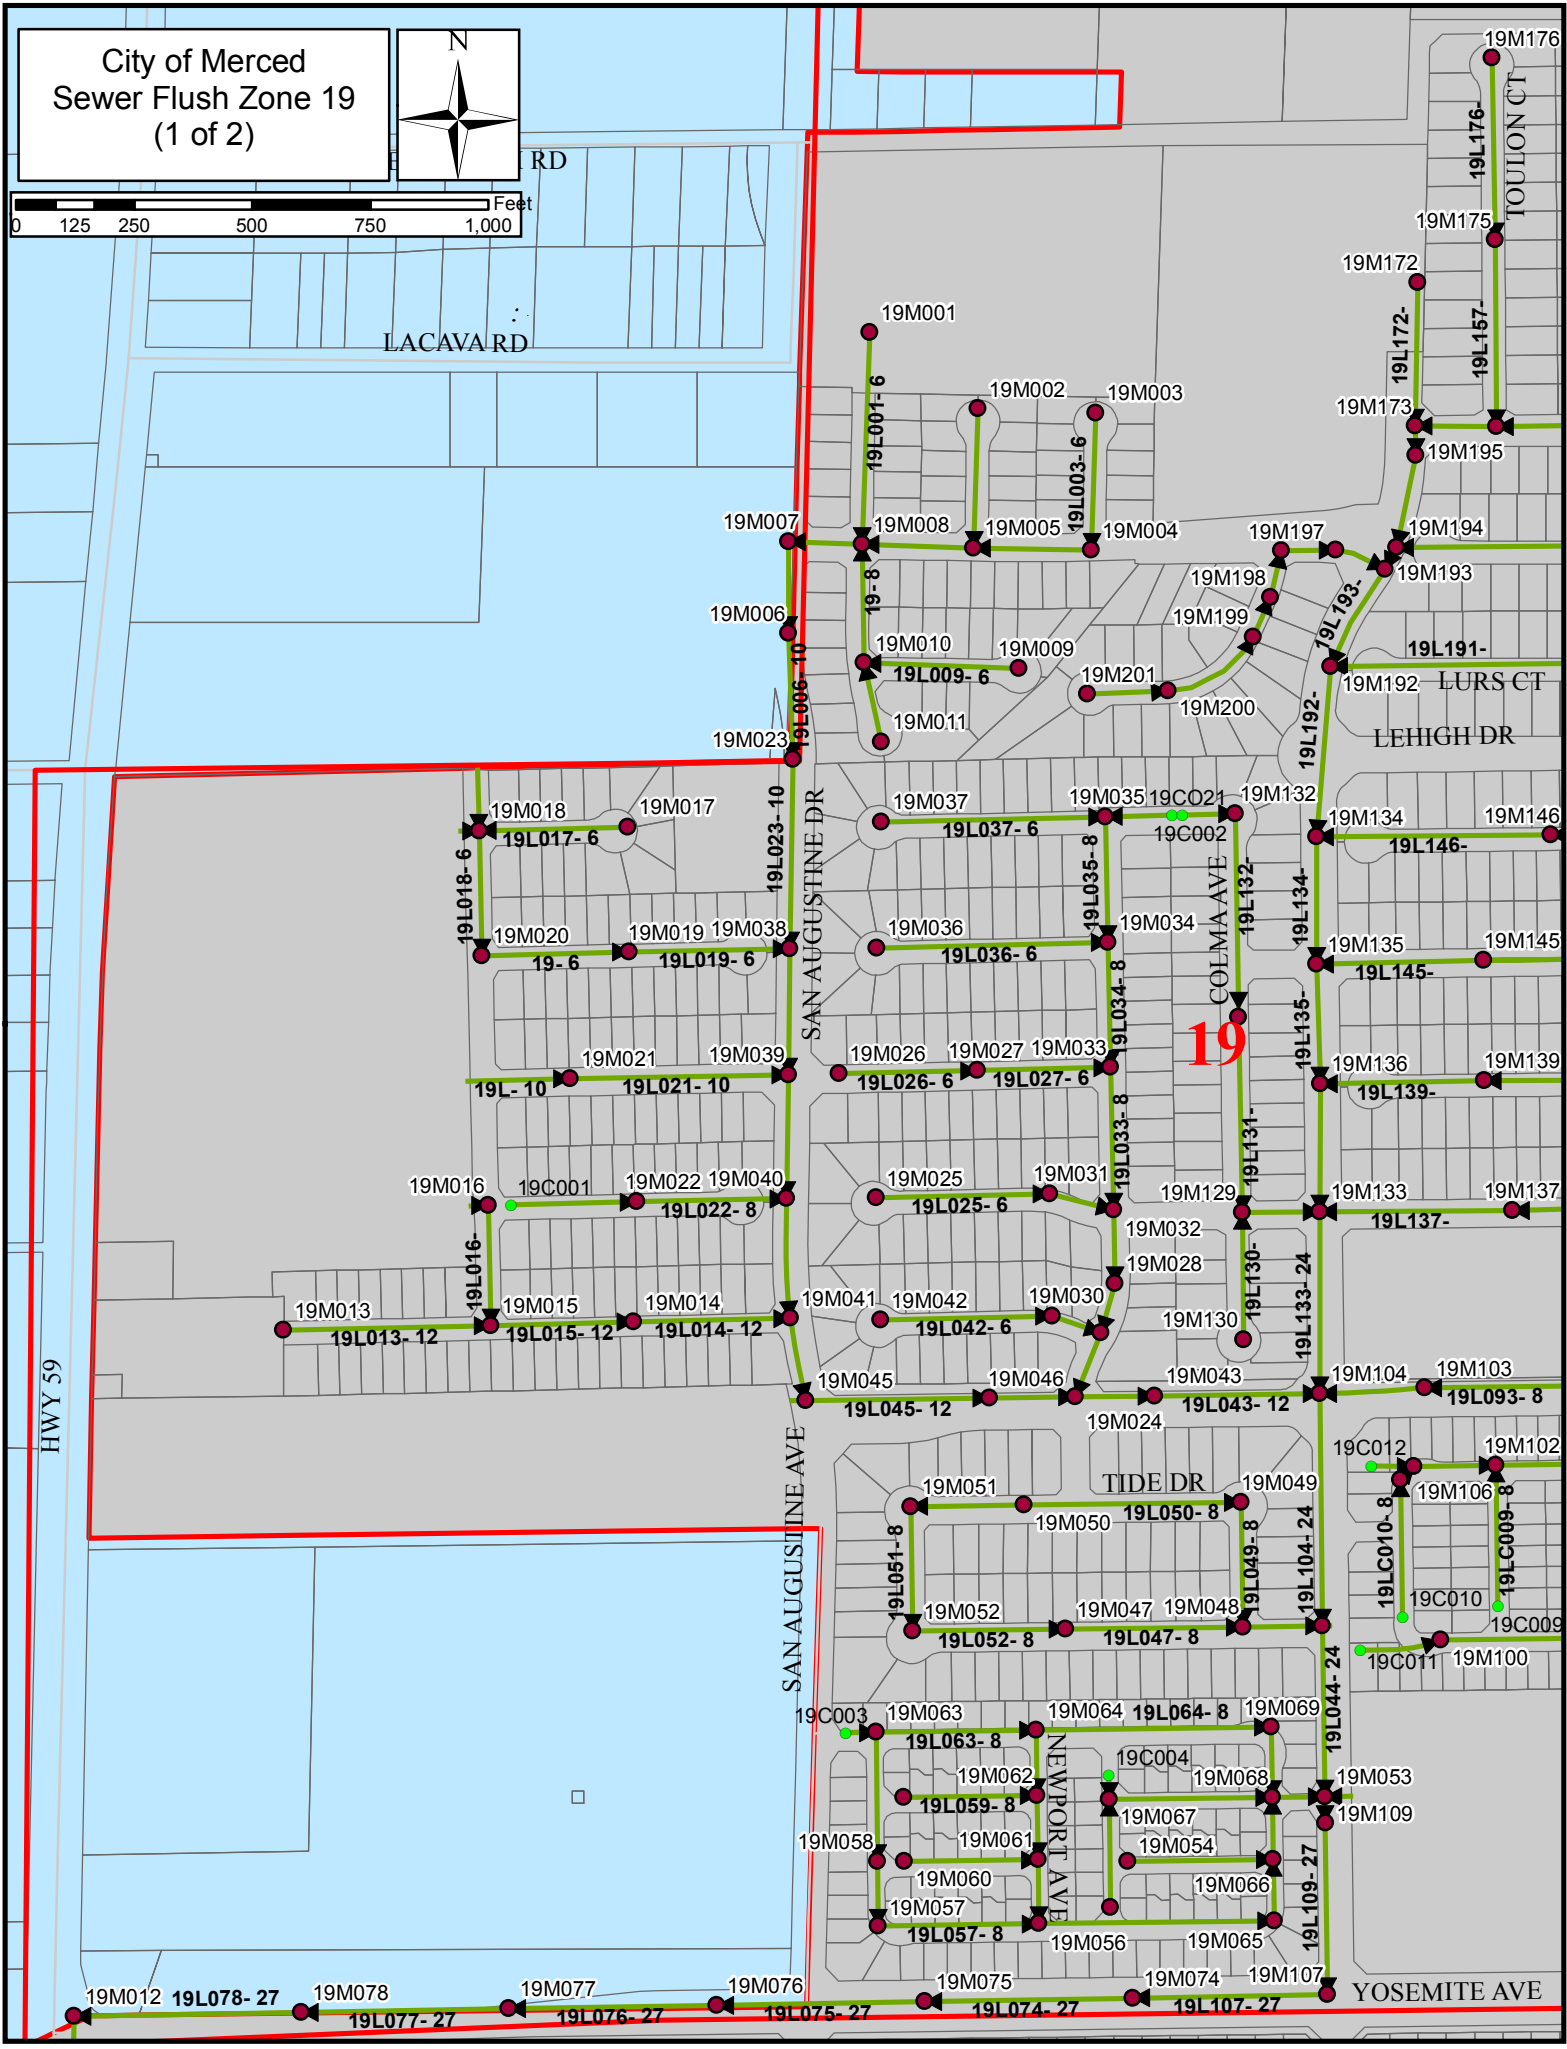 City of Merced
Sewer Flush Zone 19
(1 of 2)
N
RD
Feet
0 125 250 500 750 1,000
19M176
19L176-
TOULON CT
19M175
19M172
19L172-
19L157-
19M001
LACAVA RD
19M002
19M003
19M173
19L001- 6
19L003- 6
19M195
19M007
19M008
19M005
19M004
19M197
19M194
19- 8
19M198
19M193
19L193-
19M006
19M199
19M010
19M009
19L009- 6
19L006- 10
19L191-
19M201
19M192
LURS CT
19M200
19M011
19M023
19L192-
LEHIGH DR
19M018
19M017
19L017- 6
19L023- 10
SAN AUGUSTINE DR
19M037
19L037- 6
19M035
19CO21
19C002
19M132
19M134
19M146
19L146-
19L018- 6
19L035- 8
COLMA AVE
19L132-
19L134-
19M020
19M019
19M038
19- 6
19L019- 6
19M036
19L036- 6
19M034
19M135
19M145
19L145-
19L034- 8
19
19L135-
19M021
19M039
19L- 10
19L021- 10
19M026
19M027
19M033
19L026- 6
19L027- 6
19M136
19M139
19L139-
19L033- 8
19L131-
19M016
19C001
19M022
19M040
19L022- 8
19M025
19M031
19L025- 6
19M129
19M133
19M137
19L137-
19M032
19L016-
19M028
19L130-
19L133- 24
19M013
19M015
19M014
19M041
19L013- 12
19L015- 12
19L014- 12
19M042
19M030
19L042- 6
19M130
HWY 59
19M045
19M046
19M043
19M104
19M103
19L045- 12
19L043- 12
19L093- 8
19M024
SAN AUGUSTINE AVE
19C012
19M102
19M106
TIDE DR
19M051
19M049
19M050
19L050- 8
19L051- 8
19L049- 8
19L104- 24
19LC010- 8
19LC009- 8
19M052
19M047
19M048
19L052- 8
19L047- 8
19C010
19C009
19C011
19M100
19L044- 24
19C003
19M063
19M064
19L064- 8
19M069
19L063- 8
NEWPORT AVE
19M062
19C004
19M068
19M053
19L059- 8
19M067
19M109
19M058
19M061
19M054
19M060
19M066
19L109- 27
19M057
19L057- 8
19M056
19M065
19M012
19L078- 27
19M078
19M077
19M076
19M075
19M074
19M107
YOSEMITE AVE
19L077- 27
19L076- 27
19L075- 27
19L074- 27
19L107- 27